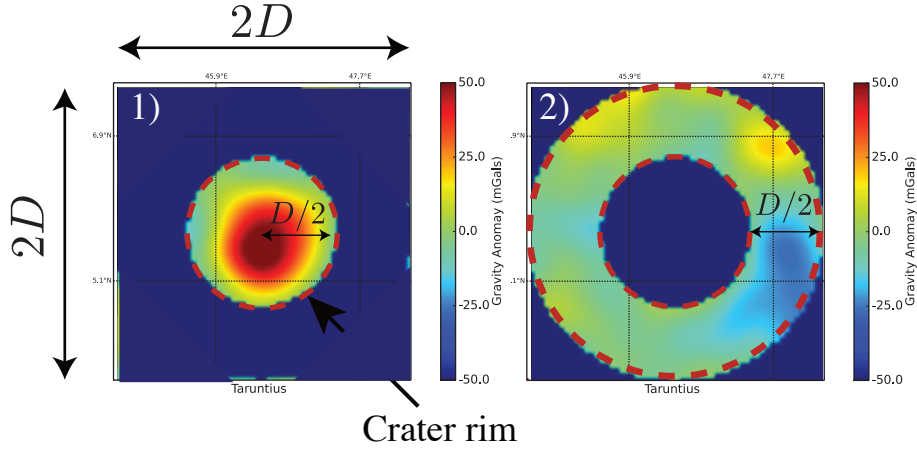 2D
2D
1)
45.9°E 47.7°E
6.9°N
5.1°N
D/2
Taruntius
50.0
25.0
0.0
-25.0
-50.0
Gravity Anomay (mGals)
2)
45.9°E 47.7°E
.9°N
.1°N
D/2
Taruntius
50.0
25.0
0.0
-25.0
-50.0
Gravity Anomay (mGals)
Crater rim